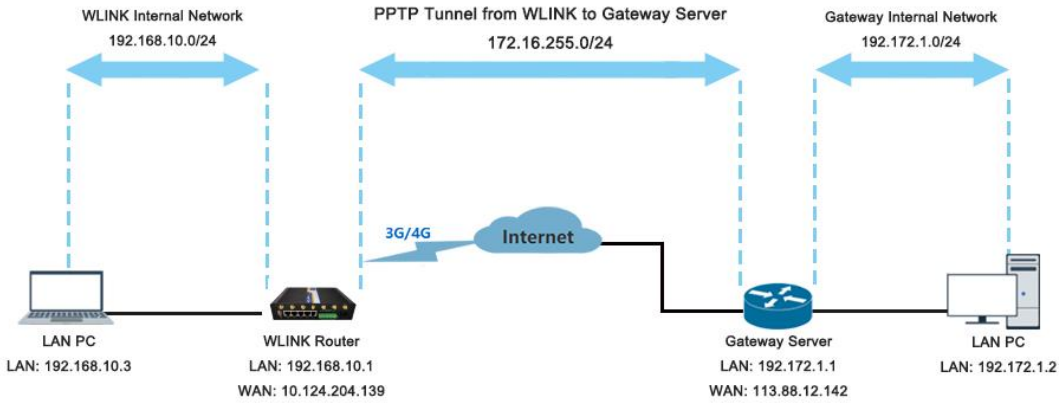 WLINK Internal Network
192.168.10.0/24
PPTP Tunnel from WLINK to Gateway Server
172.16.255.0/24
Gateway Internal Network
192.172.1.0/24
3G/4G
Internet
LAN PC
LAN: 192.168.10.3
WLINK Router
LAN: 192.168.10.1
WAN: 10.124.204.139
Gateway Server
LAN: 192.172.1.1
WAN: 113.88.12.142
LAN PC
LAN: 192.172.1.2